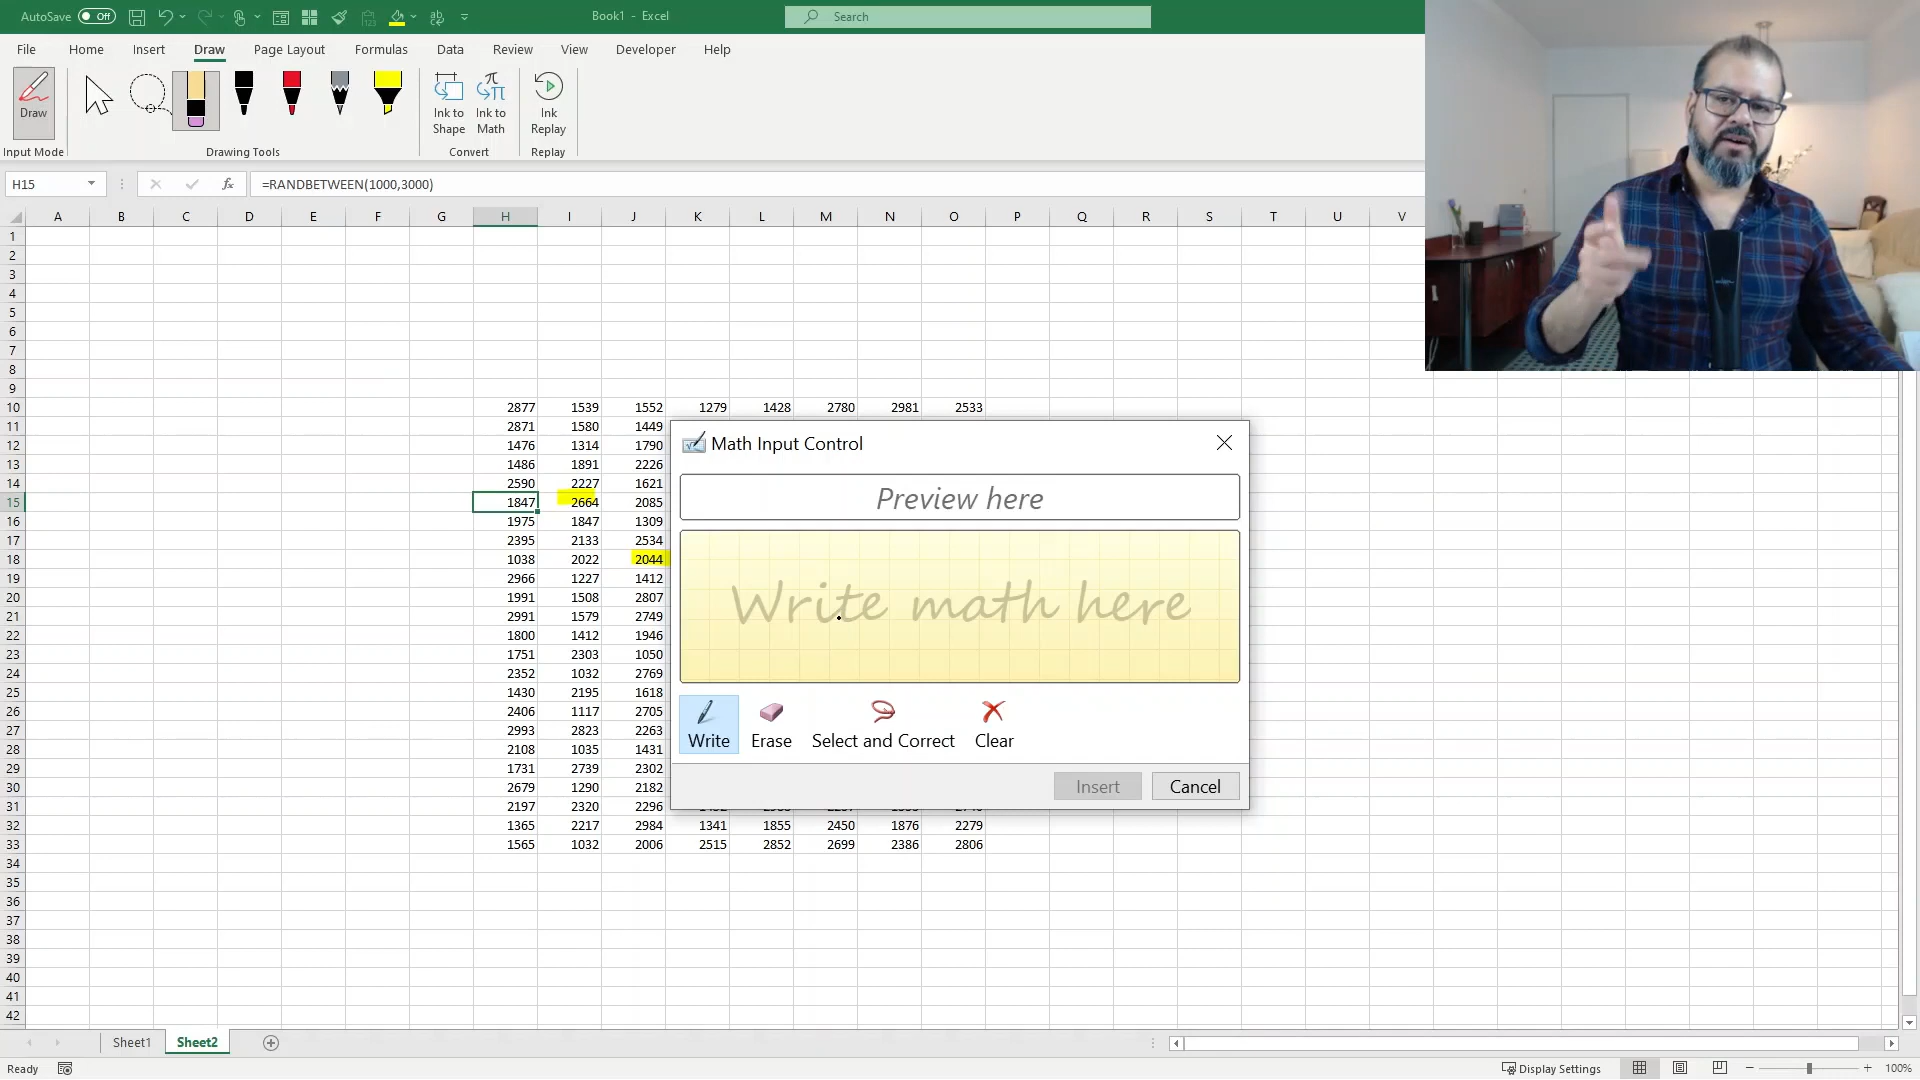 AutoSave Off Book1 - Excel Search
File Home Insert Draw Page Layout Formulas Data Review View Developer Help
Draw Ink to Shape Ink to Math Ink Replay
Input Mode Drawing Tools Convert Replay
H15 fx =RANDBETWEEN(1000,3000)
A B C D E F G H I J K L M N O P Q R S T U V
1
2
3
4
5
6
7
8
9
10 2877 1539 1552 1279 1428 2780 2981 2533
11 2871 1580 1449
12 1476 1314 1790
13 1486 1891 2226
14 2590 2227 1621
15 1847 2664 2085
16 1975 1847 1309
17 2395 2133 2534
18 1038 2022 2044
19 2966 1227 1412
20 1991 1508 2807
21 2991 1579 2749
22 1800 1412 1946
23 1751 2303 1050
24 2352 1032 2769
25 1430 2195 1618
26 2406 1117 2705
27 2993 2823 2263
28 2108 1035 1431
29 1731 2739 2302
30 2679 1290 2182
31 2197 2320 2296
32 1365 2217 2984 1341 1855 2450 1876 2279
33 1565 1032 2006 2515 2852 2699 2386 2806
34
35
36
37
38
39
40
41
42
Math Input Control
Preview here
Write math here
Write Erase Select and Correct Clear
Insert Cancel
Sheet1 Sheet2
Ready Display Settings 100%